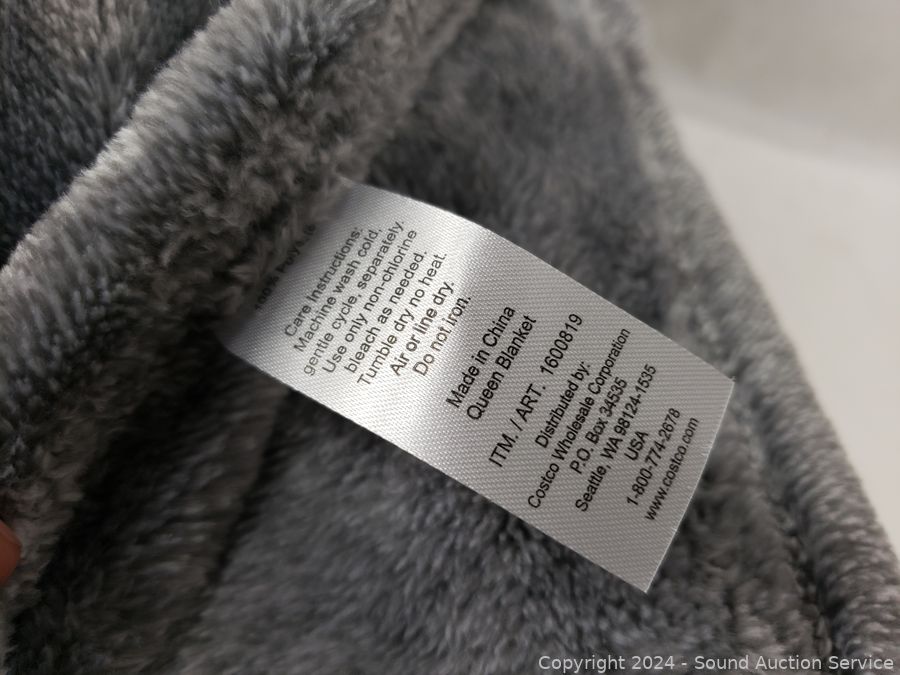 100%
Care Instructions:
Machine wash cold,
gentle cycle, separately.
Use only non-chlorine
bleach as needed.
Tumble dry no heat.
Air or line dry.
Do not iron.
Made in China
Queen Blanket
ITM. / ART. 1600819
Distributed by:
Costco Wholesale Corporation
P.O. Box 34535
Seattle, WA 98124-1535
USA
1-800-774-2678
www.costco.com
Copyright 2024 - Sound Auction Service